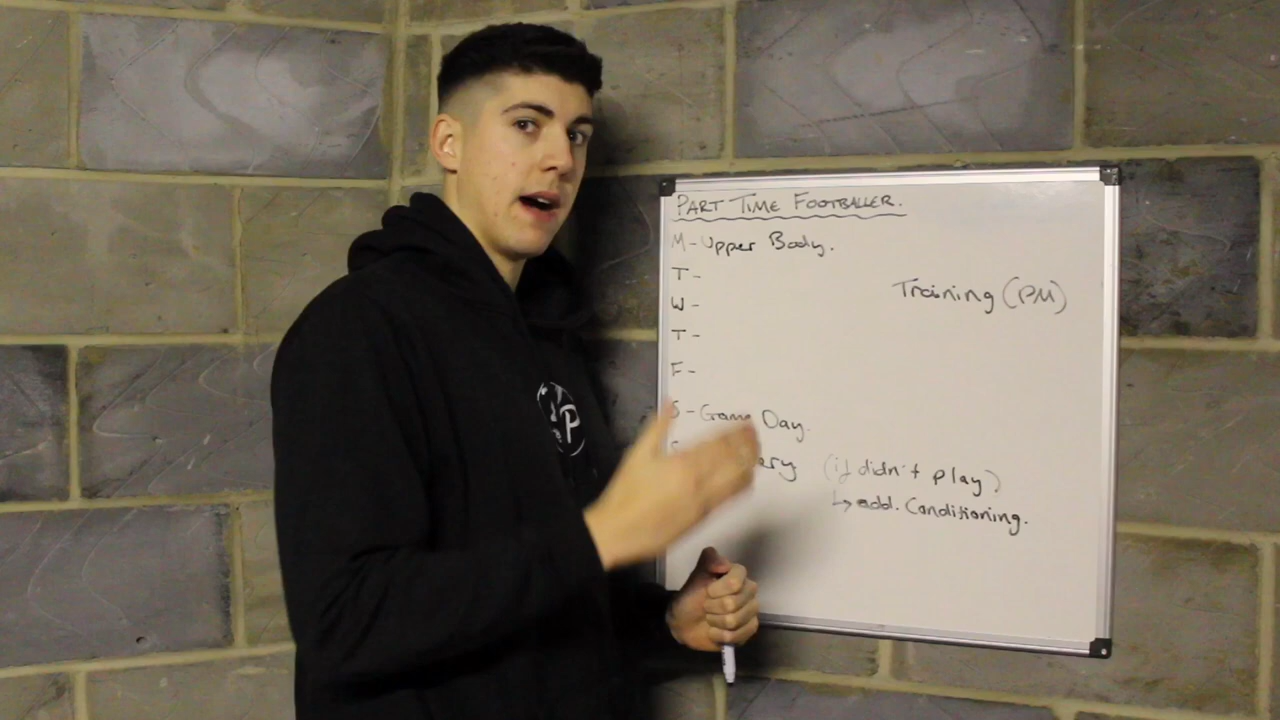 PART TIME FOOTBALLER.
M - Upper Body.
T -
W - Training (PM)
T -
F -
S - Game Day.
(if didn't play)
↳ add. Conditioning.
P